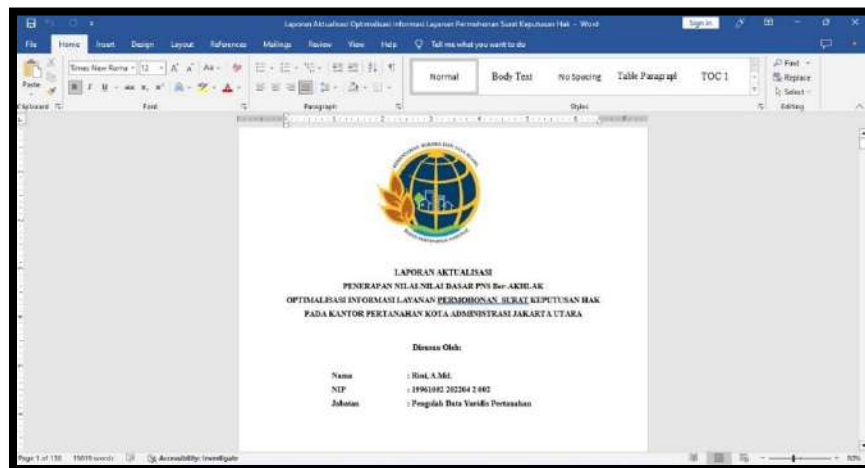 Laporan Aktualisasi Optimalisasi Informasi Layanan Permohonan Surat Keputusan Hak - Word
Sign in
File Home Insert Design Layout References Mailings Review View Help Tell me what you want to do
Paste
Times New Roma 12
Normal Body Text No Spacing Table Paragraph TOC 1
Find
Replace
Select
Clipboard Font Paragraph Styles Editing
LAPORAN AKTUALISASI
PENERAPAN NILAI-NILAI DASAR PNS Ber-AKHLAK
OPTIMALISASI INFORMASI LAYANAN PERMOHONAN SURAT KEPUTUSAN HAK
PADA KANTOR PERTANAHAN KOTA ADMINISTRASI JAKARTA UTARA
Disusun Oleh:
Nama : Rini, A.Md.
NIP : 19961002 202204 2 002
Jabatan : Pengolah Data Yuridis Pertanahan
Page 1 of 130 words Accessibility: Investigate